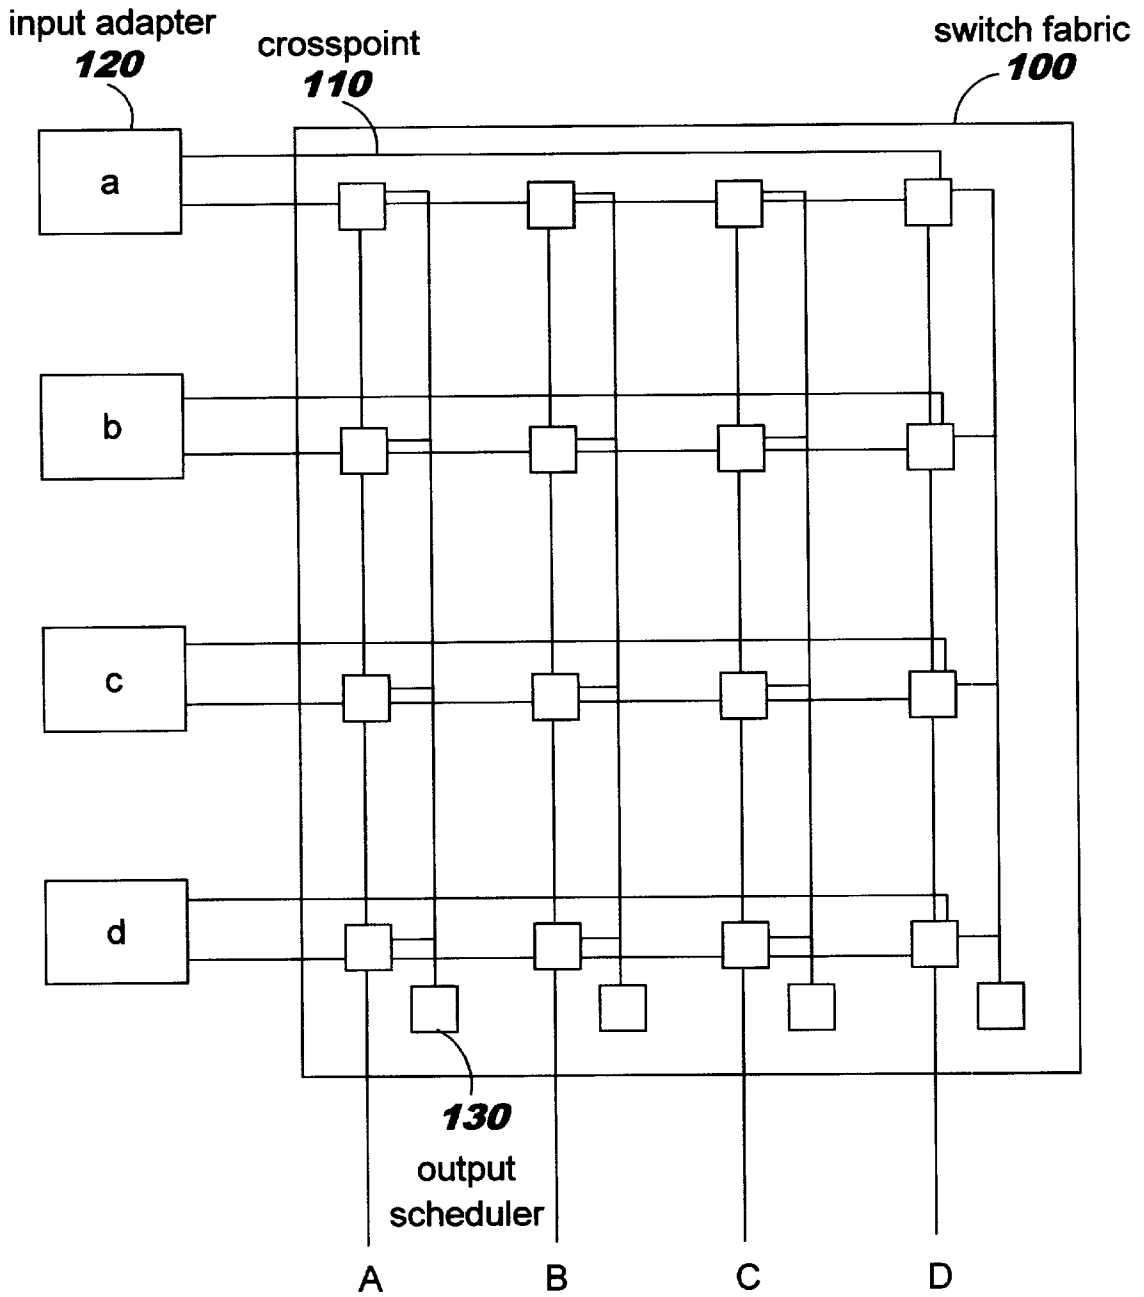 input adapter
120
crosspoint
110
switch fabric
100
a
b
c
d
130
output
scheduler
A
B
C
D